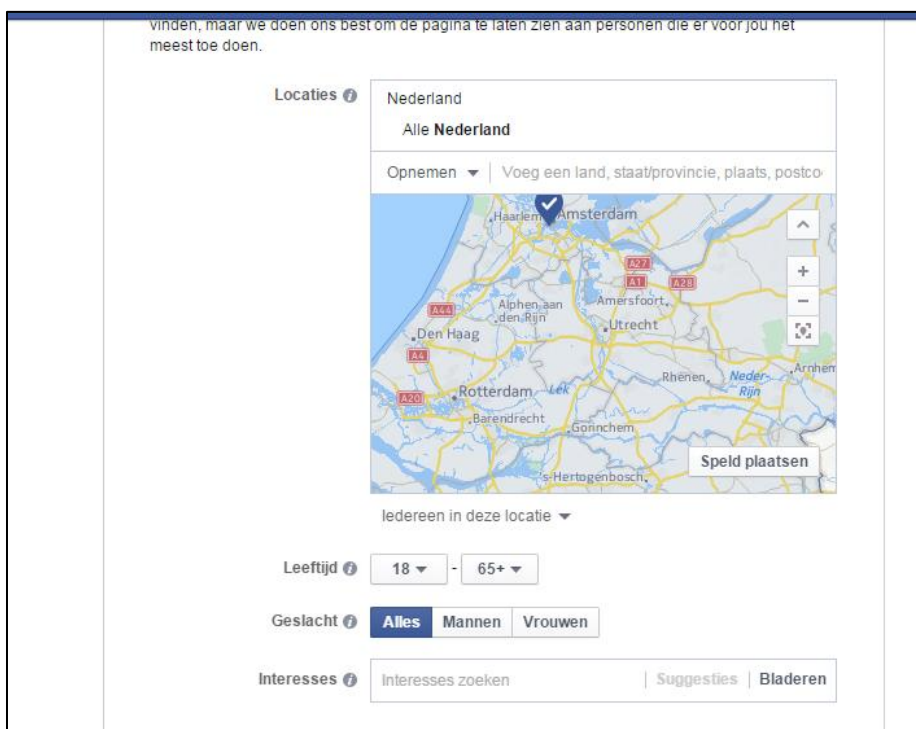 vinden, maar we doen ons best om de pagina te laten zien aan personen die er voor jou het
meest toe doen.
Locaties
Nederland
Alle Nederland
Opnemen
Voeg een land, staat/provincie, plaats, postco
Haarlem
Amsterdam
A27
A1
A28
A44
Alphen aan
den Rijn
Amersfoort
Den Haag
Utrecht
A4
Rhenen
Neder-
Rijn
Arnhem
A20
Rotterdam
Lek
Barendrecht
Gorinchem
's-Hertogenbosch
Speld plaatsen
Iedereen in deze locatie
Leeftijd 18 - 65+
Geslacht Alles Mannen Vrouwen
Interesses Interesses zoeken | Suggesties | Bladeren